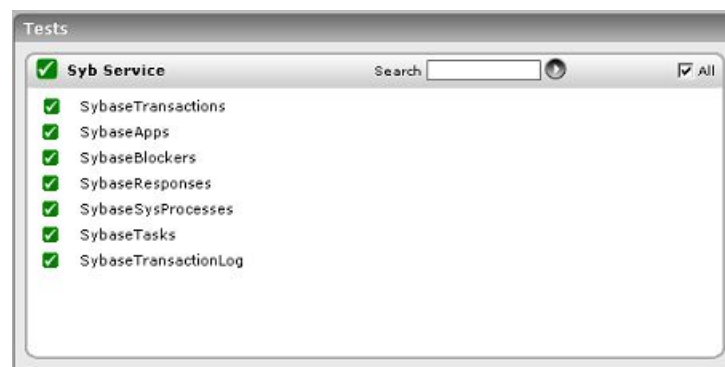 Tests
Syb Service Search All
SybaseTransactions
SybaseApps
SybaseBlockers
SybaseResponses
SybaseSysProcesses
SybaseTasks
SybaseTransactionLog